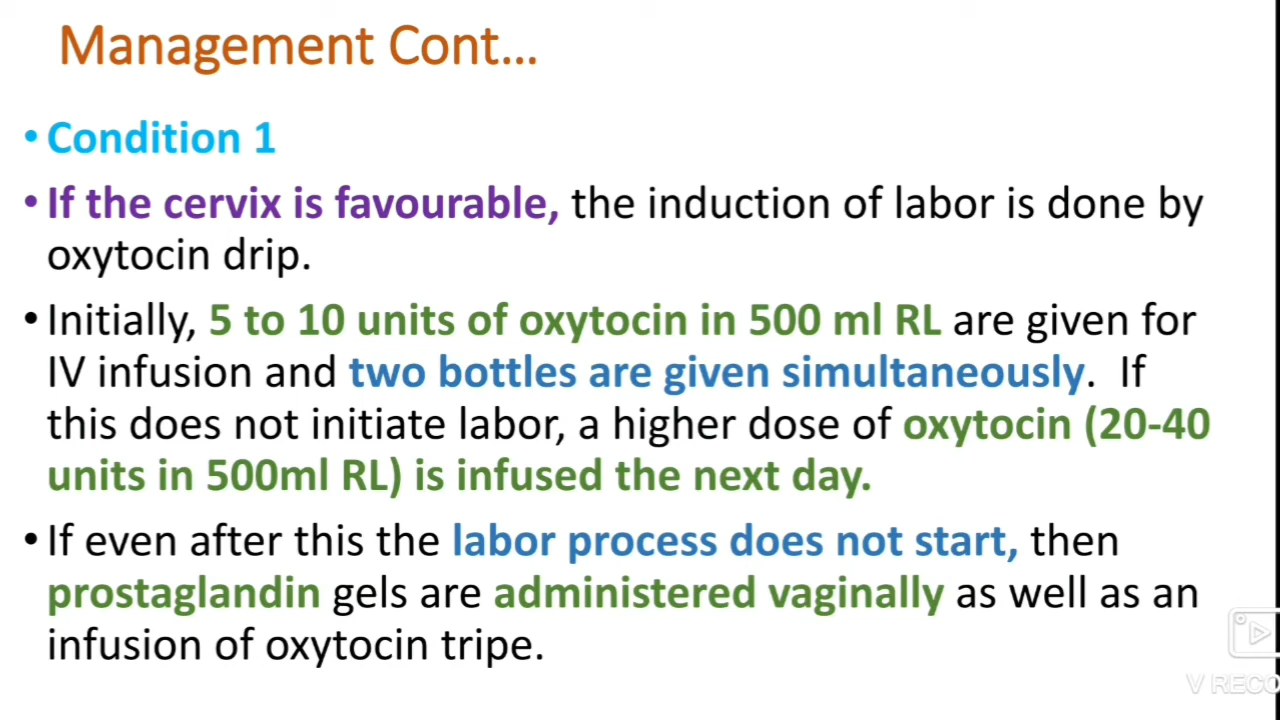 Management Cont...
• Condition 1
• If the cervix is favourable, the induction of labor is done by
oxytocin drip.
• Initially, 5 to 10 units of oxytocin in 500 ml RL are given for
IV infusion and two bottles are given simultaneously. If
this does not initiate labor, a higher dose of oxytocin (20-40
units in 500ml RL) is infused the next day.
• If even after this the labor process does not start, then
prostaglandin gels are administered vaginally as well as an
infusion of oxytocin tripe.
V RECO